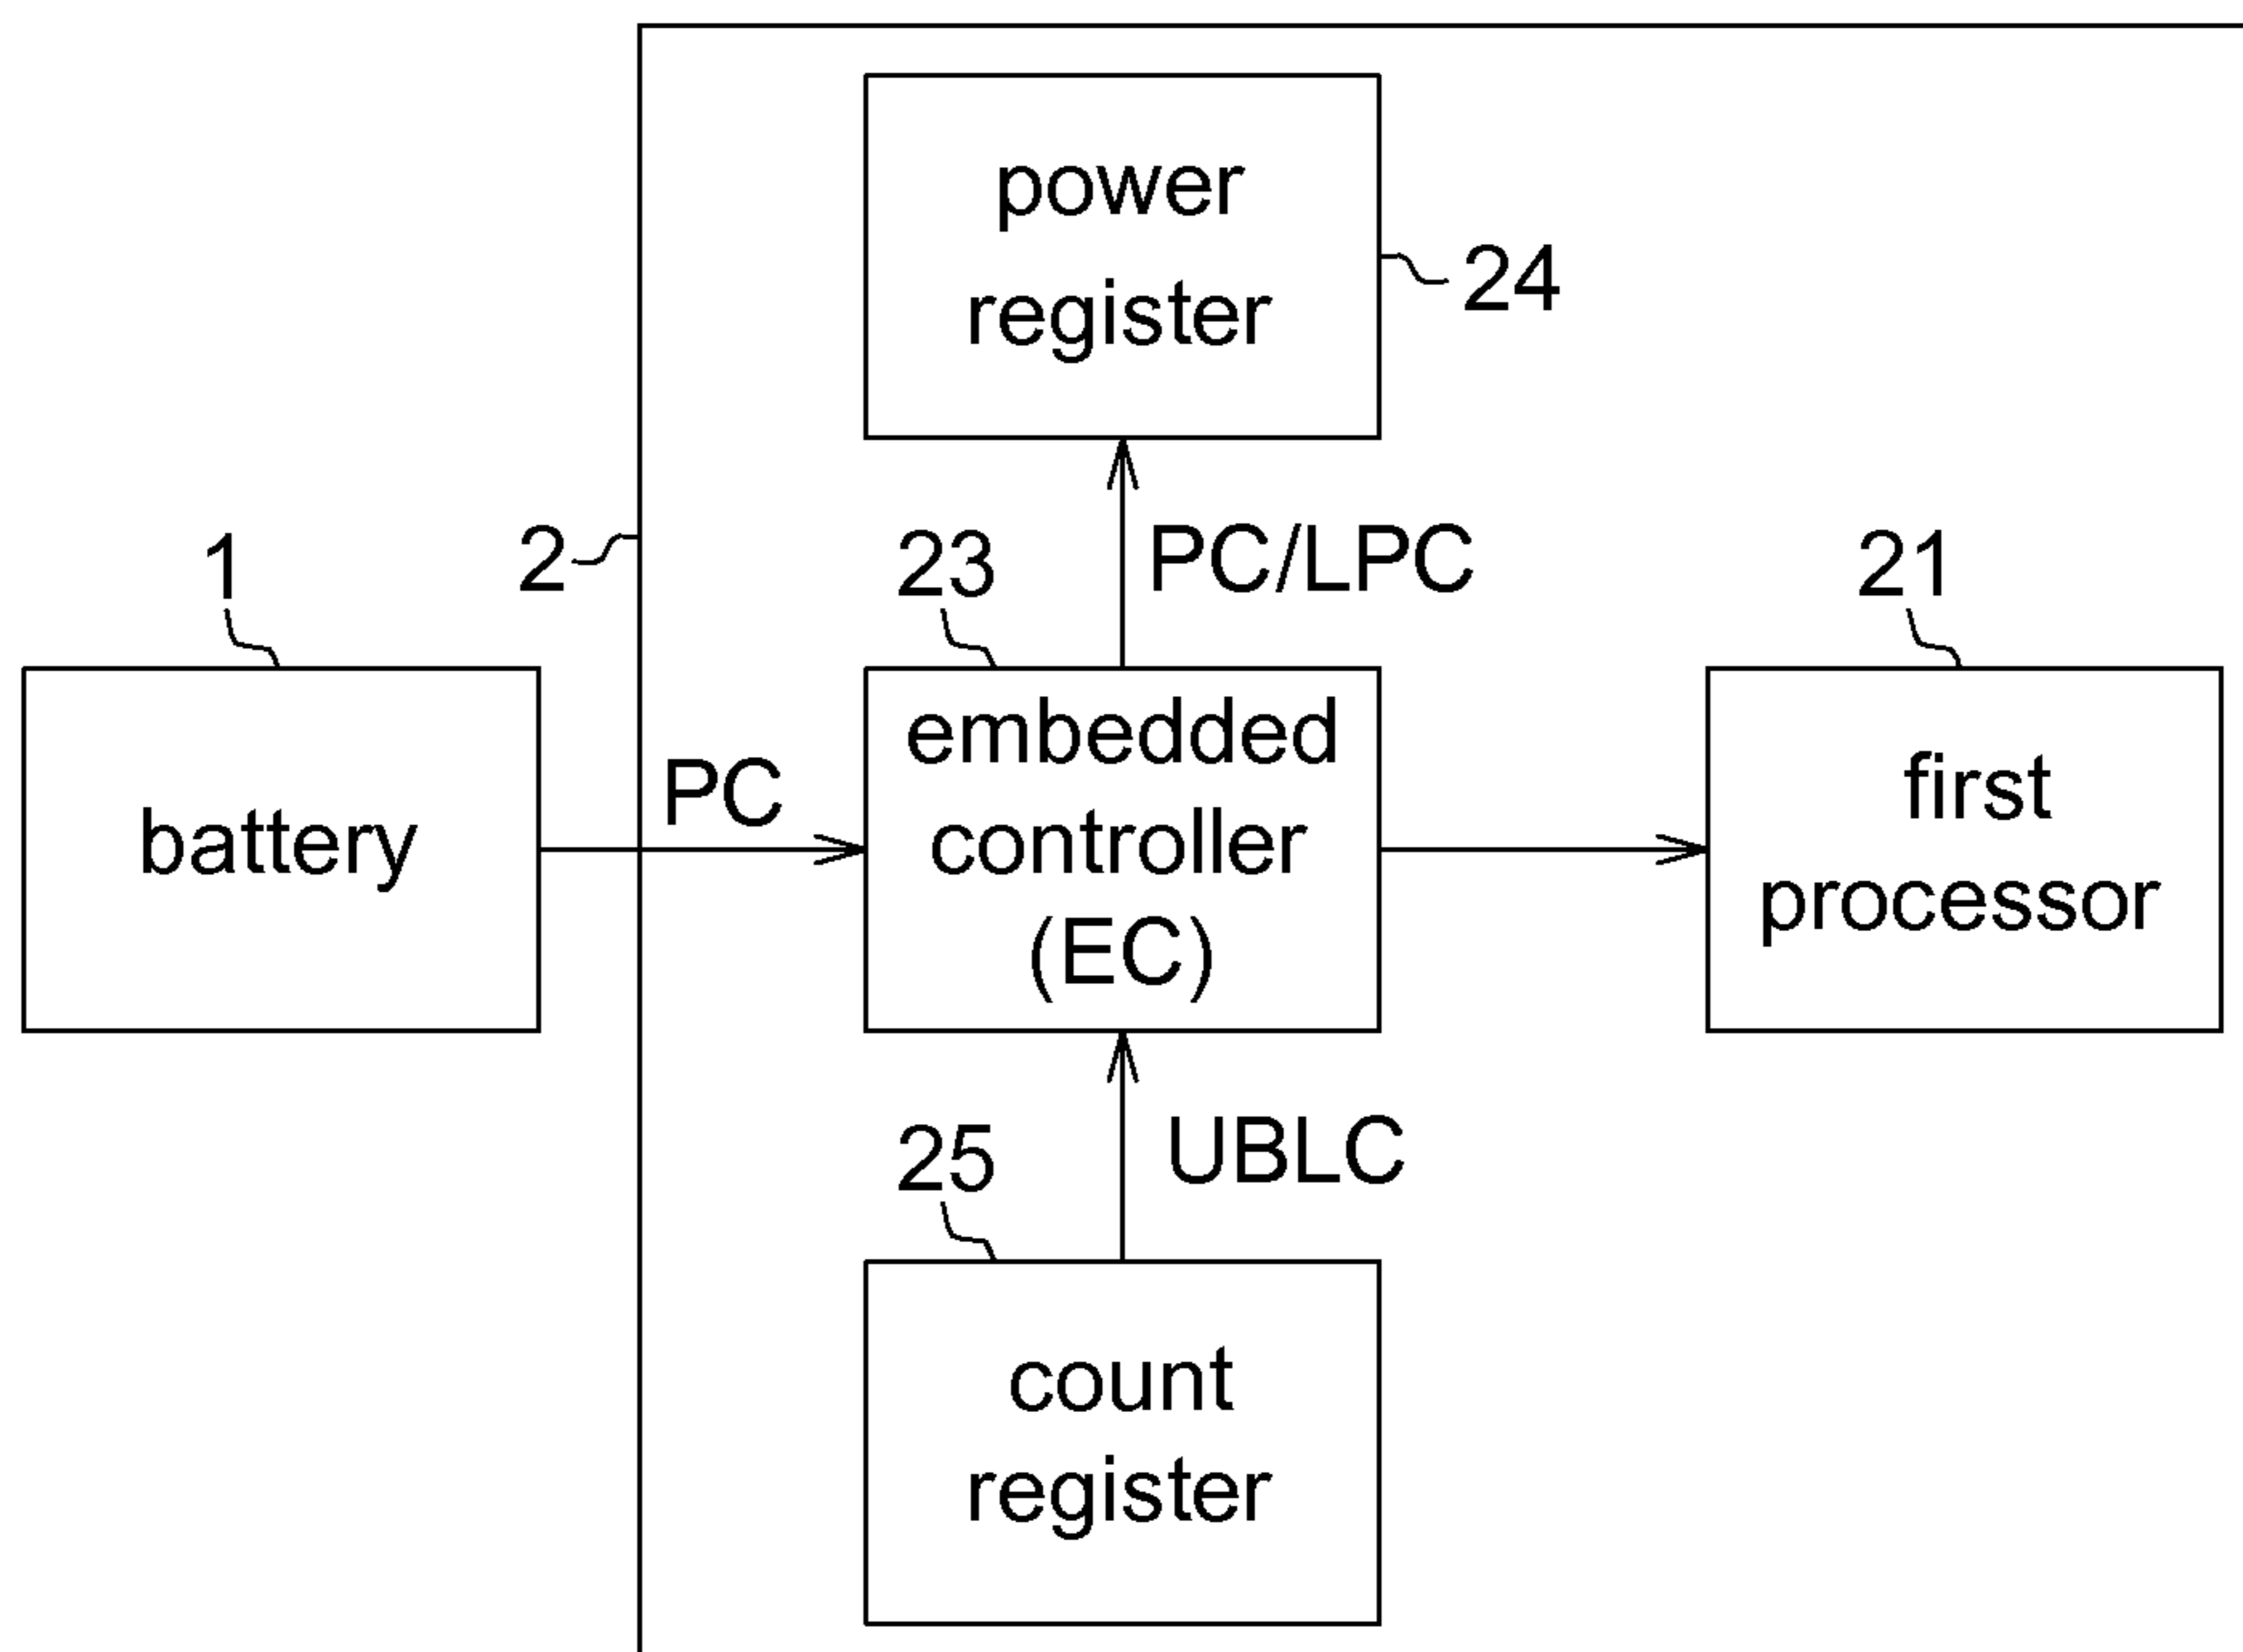 power
register
24
1
2
23
PC/LPC
21
battery
PC
embedded
controller
(EC)
first
processor
25
UBLC
count
register